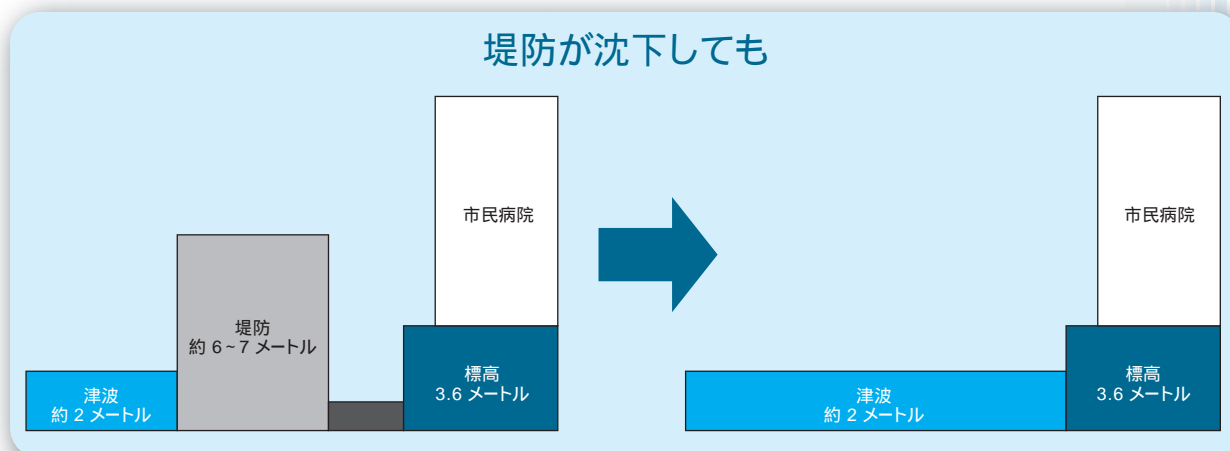 堤防が沈下しても
市民病院
堤防
約 6~7 メートル
津波
約 2 メートル
標高
3.6 メートル
市民病院
津波
約 2 メートル
標高
3.6 メートル